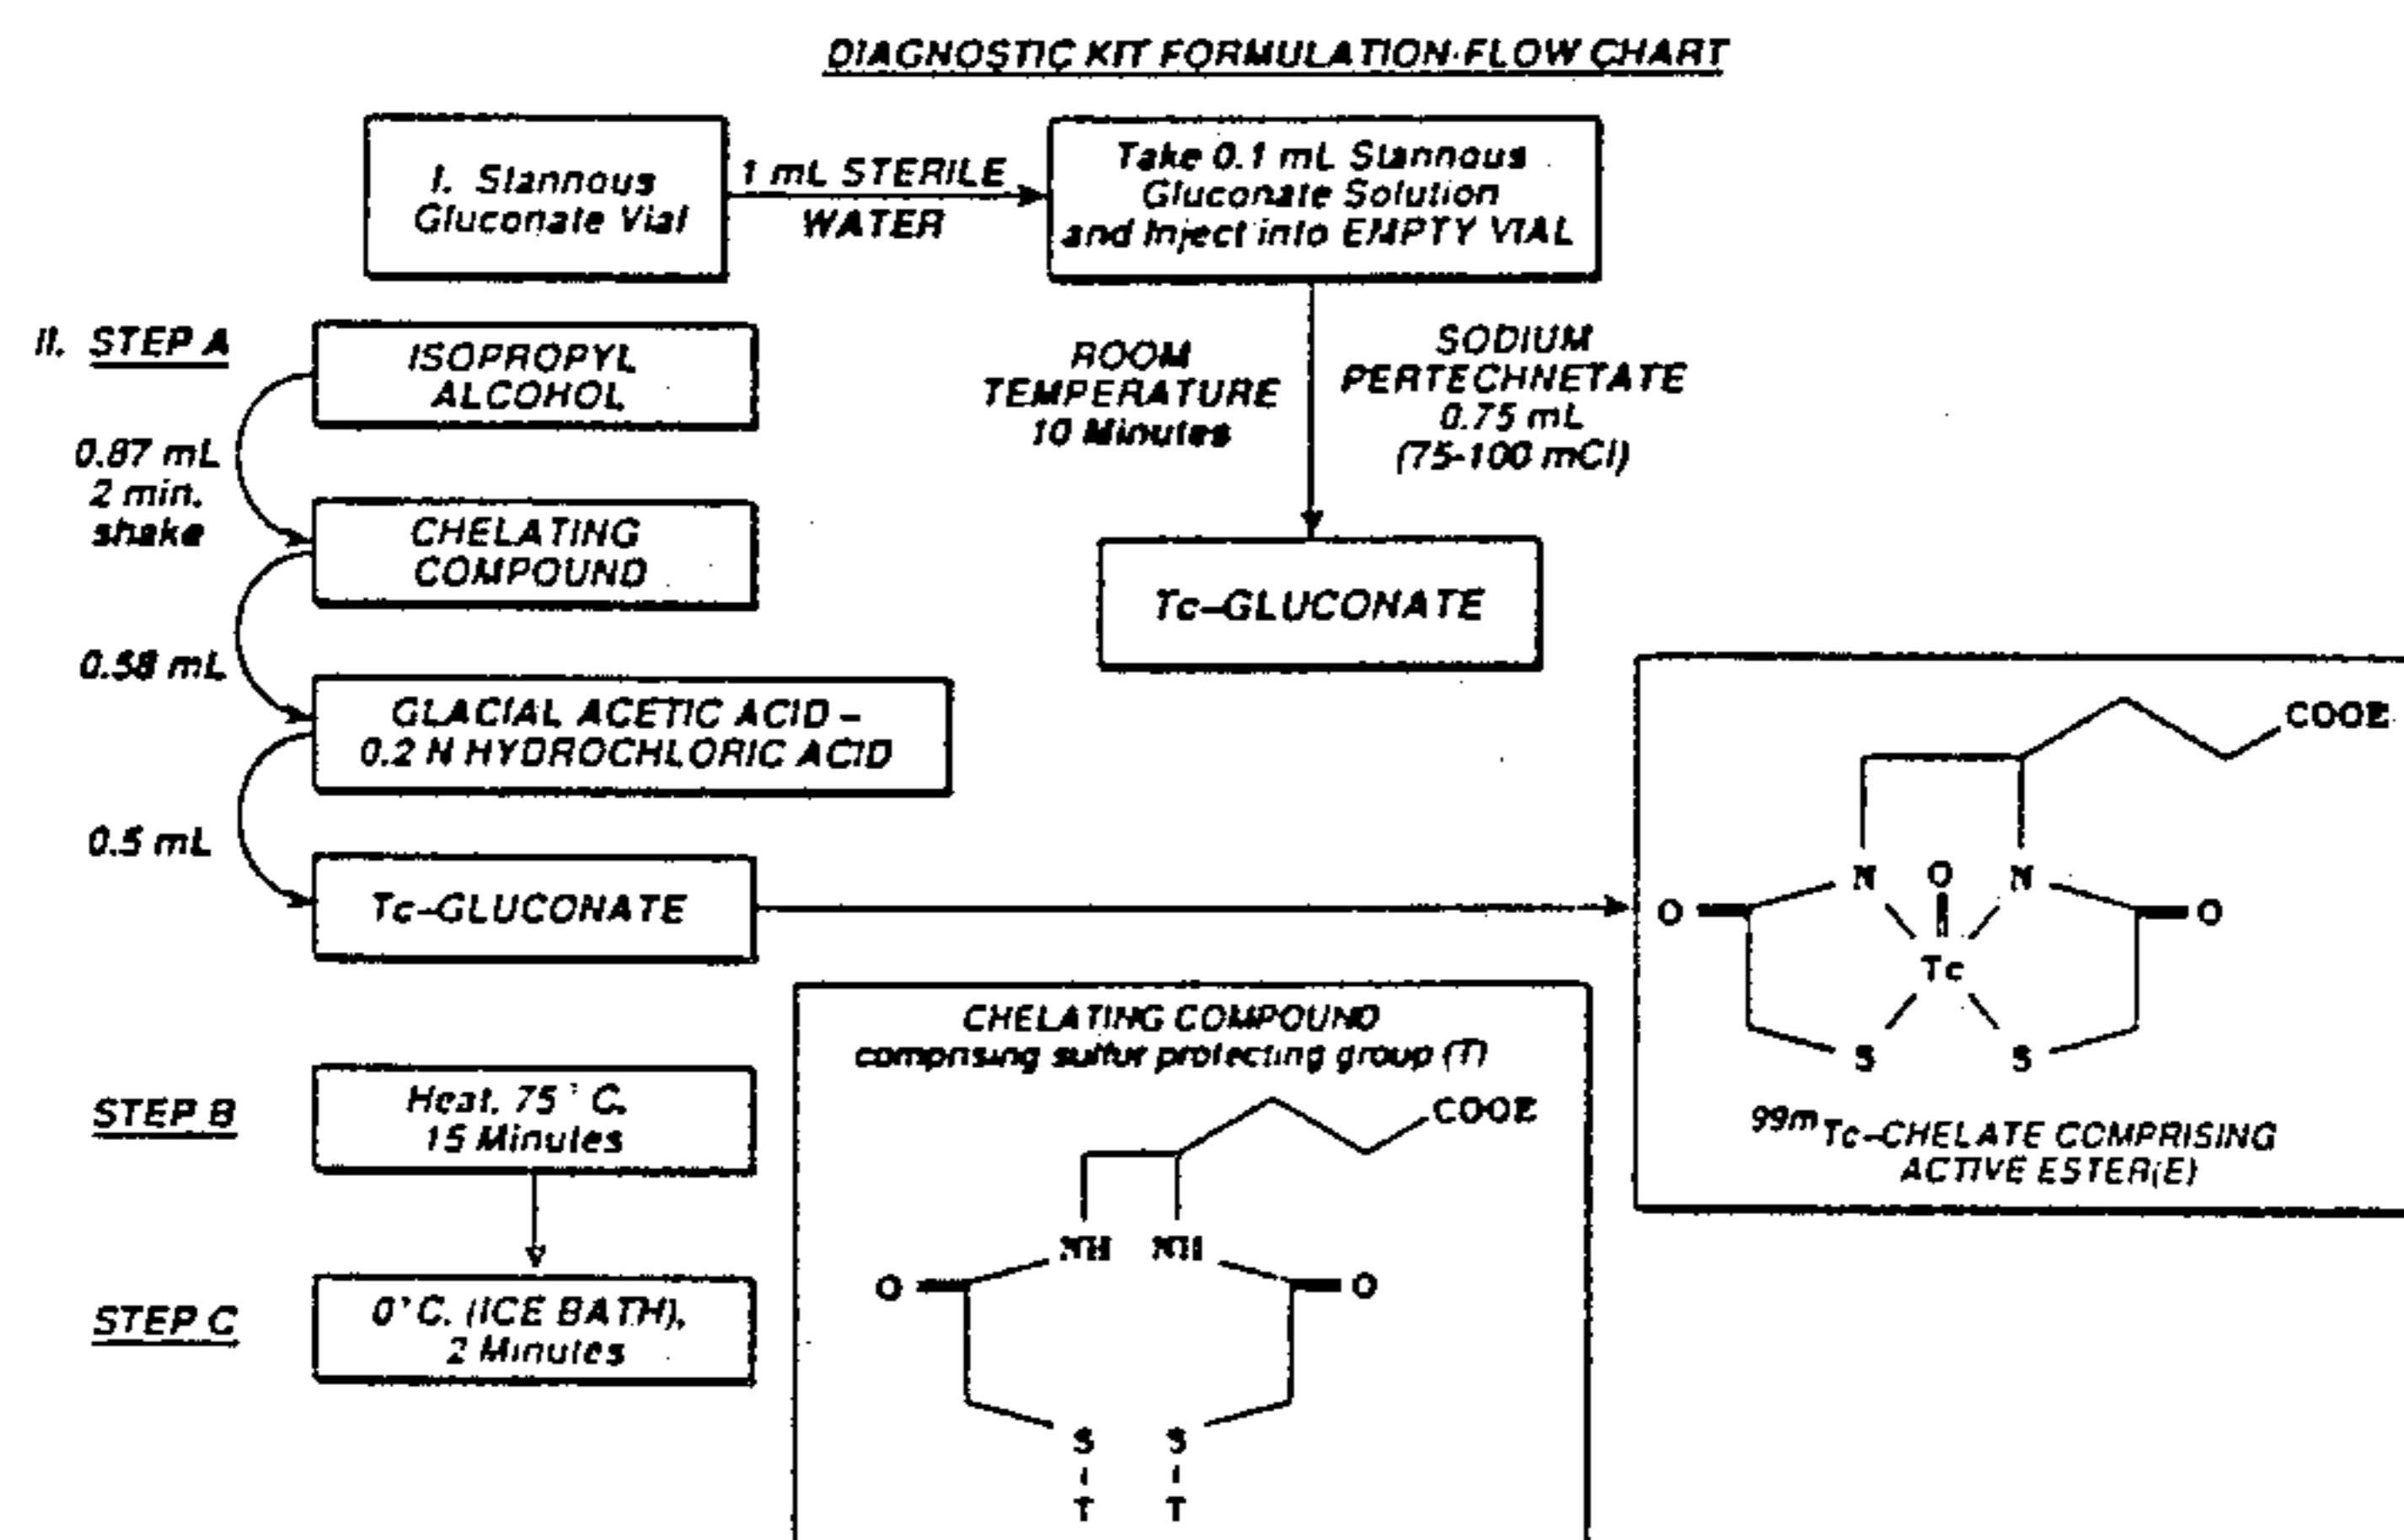 DIAGNOSTIC KIT FORMULATION-FLOW CHART
I. Stannous
Gluconate Vial
1 mL STERILE
WATER
Take 0.1 mL Stannous
Gluconate Solution
and Inject into EMPTY VIAL
II. STEP A
ISOPROPYL
ALCOHOL
0.87 mL
2 min.
shake
CHELATING
COMPOUND
0.58 mL
GLACIAL ACETIC ACID –
0.2 N HYDROCHLORIC ACID
0.5 mL
Tc–GLUCONATE
ROOM
TEMPERATURE
10 Minutes
SODIUM
PERTECHNETATE
0.75 mL
(75-100 mCi)
Tc–GLUCONATE
COOE
N O N
O O
Tc
S S
99m Tc–CHELATE COMPRISING
ACTIVE ESTER(E)
STEP B
Heat, 75° C.
15 Minutes
STEP C
0°C. (ICE BATH),
2 Minutes
CHELATING COMPOUND
comprising sulfur protecting group (T)
COOE
NH NH
O O
S S
T T